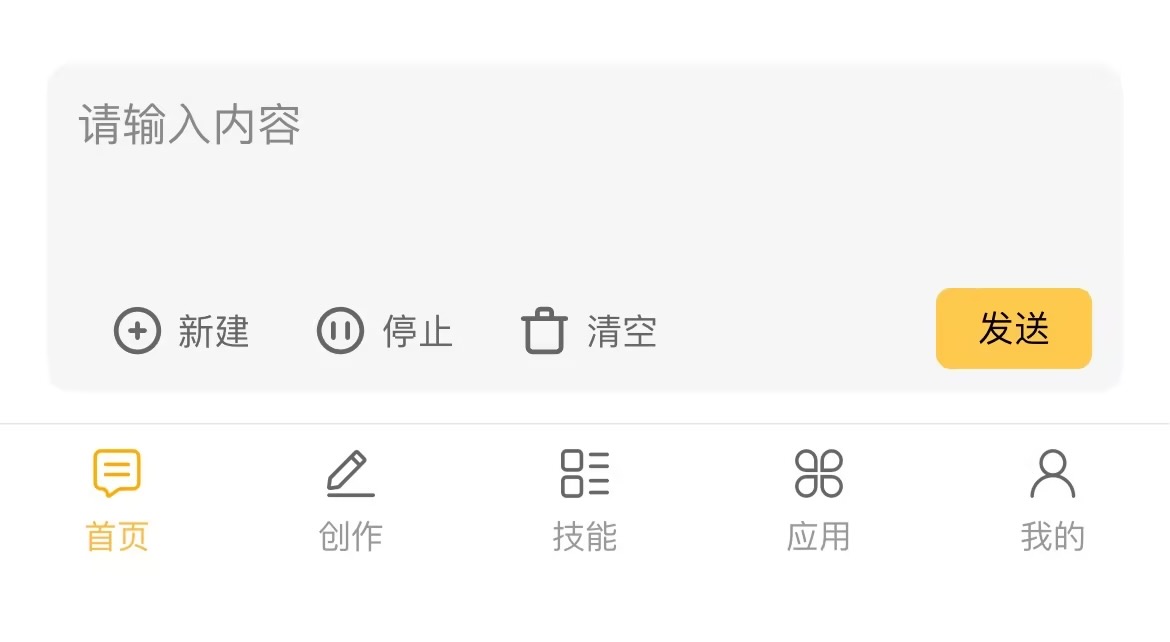 请输入内容
新建 停止 清空 发送
首页 创作 技能 应用 我的